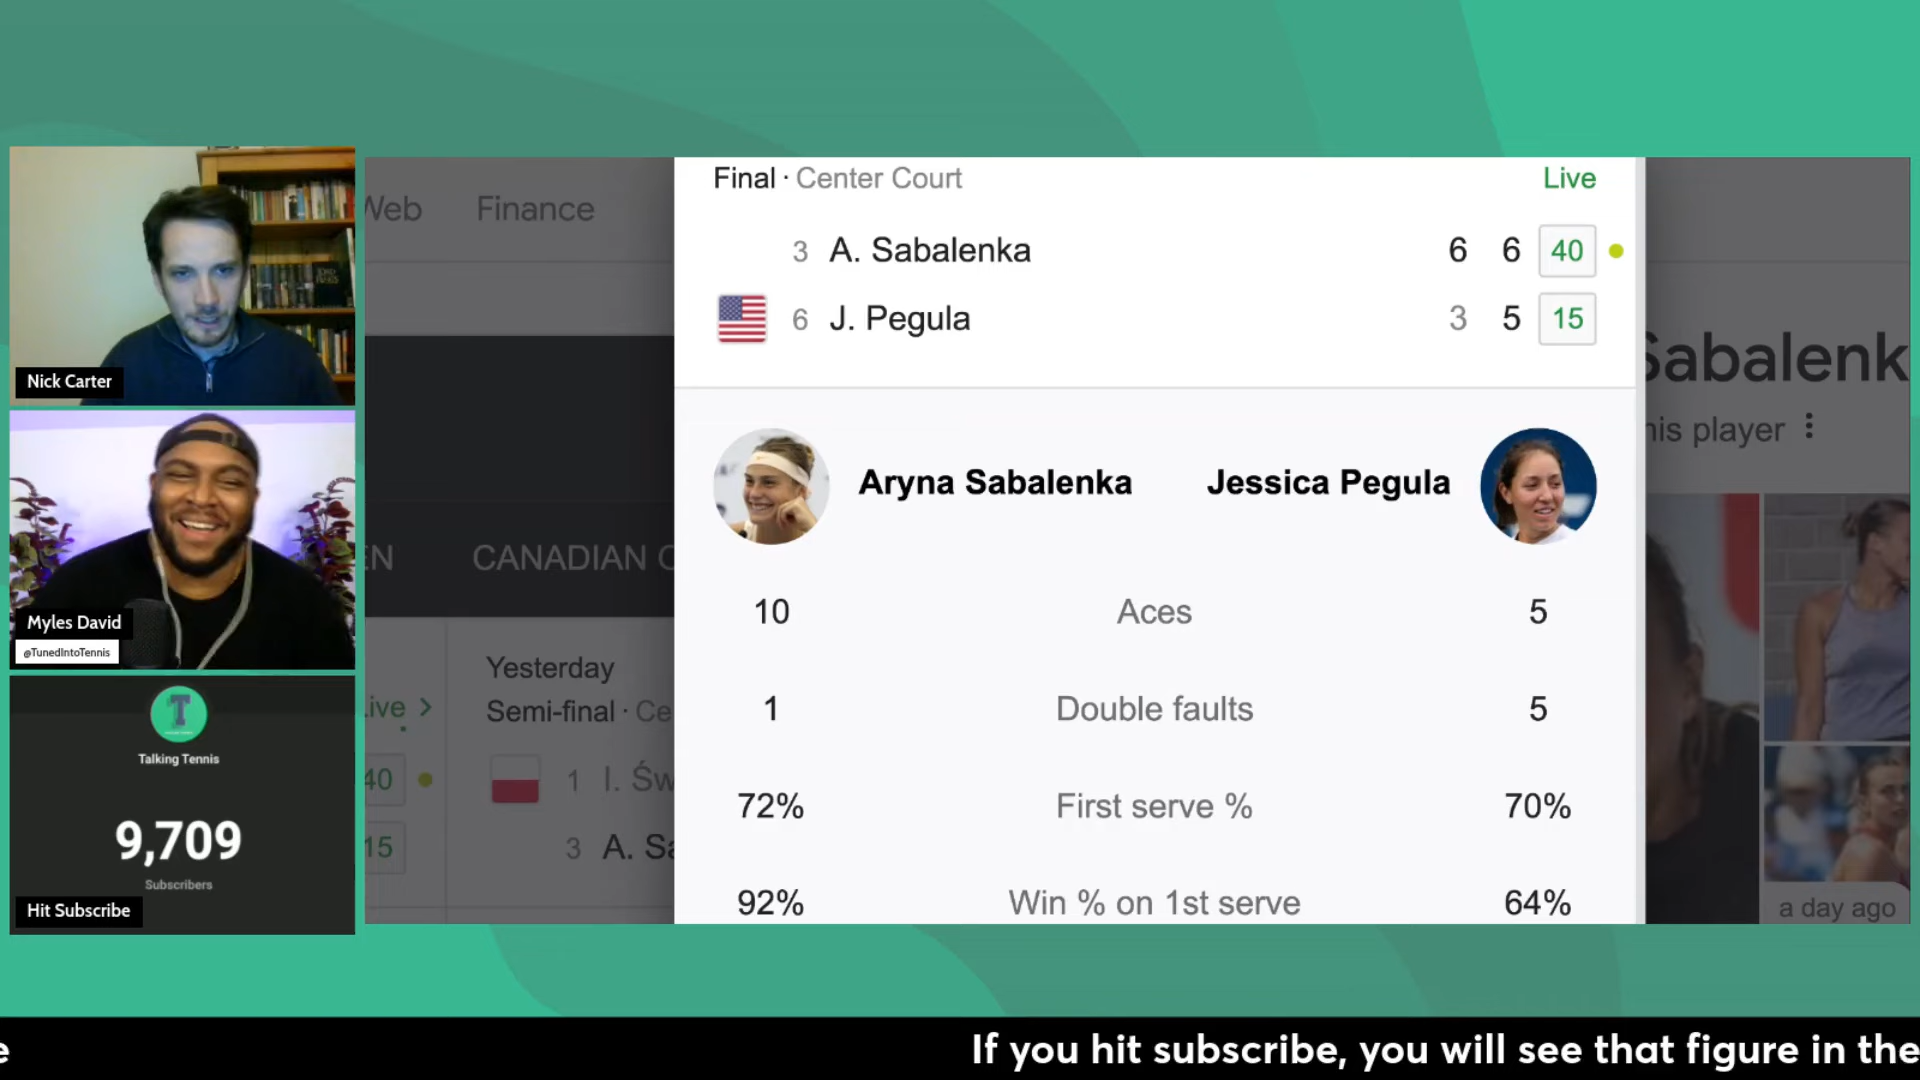 Nick Carter
Myles David
@TunedIntoTennis
Talking Tennis
9,709
Subscribers
Hit Subscribe
Web Finance
CANADIAN
Live >
40
15
Yesterday
Semi-final ·
1 I.
3 A.
Final · Center Court Live
3 A. Sabalenka 6 6 40
6 J. Pegula 3 5 15
Aryna Sabalenka Jessica Pegula
10 Aces 5
1 Double faults 5
72% First serve % 70%
92% Win % on 1st serve 64%
Sabalenk
player
a day ago
If you hit subscribe, you will see that figure in the